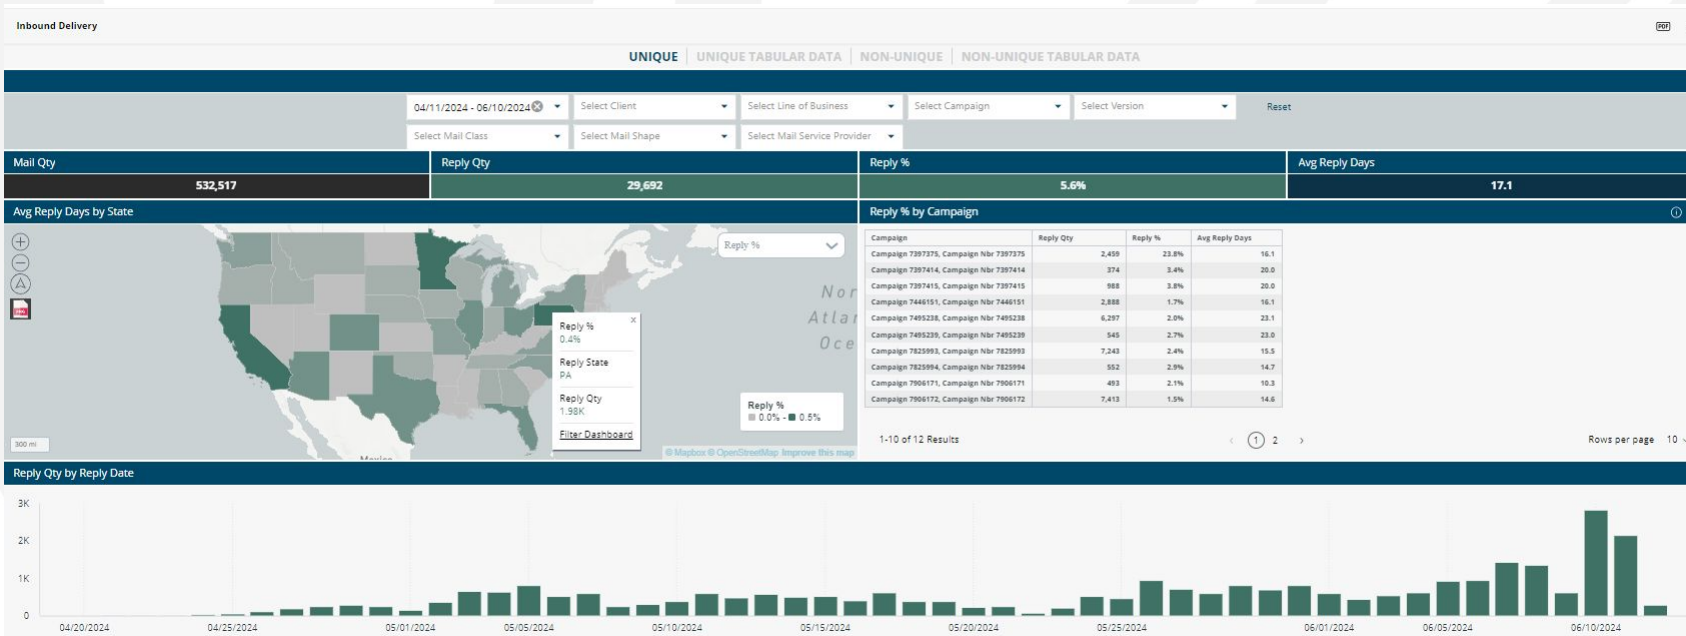 Inbound Delivery
PDF
UNIQUE | UNIQUE TABULAR DATA | NON-UNIQUE | NON-UNIQUE TABULAR DATA
04/11/2024 - 06/10/2024 Select Client Select Line of Business Select Campaign Select Version Reset
Select Mail Class Select Mail Shape Select Mail Service Provider
Mail Qty Reply Qty Reply % Avg Reply Days
532,517 29,692 5.6% 17.1
Avg Reply Days by State
Reply %
Nor
Atlar
Oce
Reply %
0.4%
Reply State
PA
Reply Qty
1.98K
Filter Dashboard
Reply %
0.0% - 0.5%
300 mi
Mexico
© Mapbox © OpenStreetMap Improve this map
Reply % by Campaign
Campaign Reply Qty Reply % Avg Reply Days
Campaign 7397375, Campaign Nbr 7397375 2,459 23.8% 16.1
Campaign 7397414, Campaign Nbr 7397414 374 3.4% 20.0
Campaign 7397415, Campaign Nbr 7397415 988 3.8% 20.0
Campaign 7446151, Campaign Nbr 7446151 2,888 1.7% 16.1
Campaign 7495238, Campaign Nbr 7495238 6,297 2.0% 23.1
Campaign 7495239, Campaign Nbr 7495239 545 2.7% 23.0
Campaign 7825993, Campaign Nbr 7825993 7,243 2.4% 15.5
Campaign 7825994, Campaign Nbr 7825994 552 2.9% 14.7
Campaign 7906171, Campaign Nbr 7906171 493 2.1% 10.3
Campaign 7906172, Campaign Nbr 7906172 7,413 1.5% 14.6
1-10 of 12 Results 1 2 Rows per page 10
Reply Qty by Reply Date
3K
2K
1K
0
04/20/2024 04/25/2024 05/01/2024 05/05/2024 05/10/2024 05/15/2024 05/20/2024 05/25/2024 06/01/2024 06/05/2024 06/10/2024